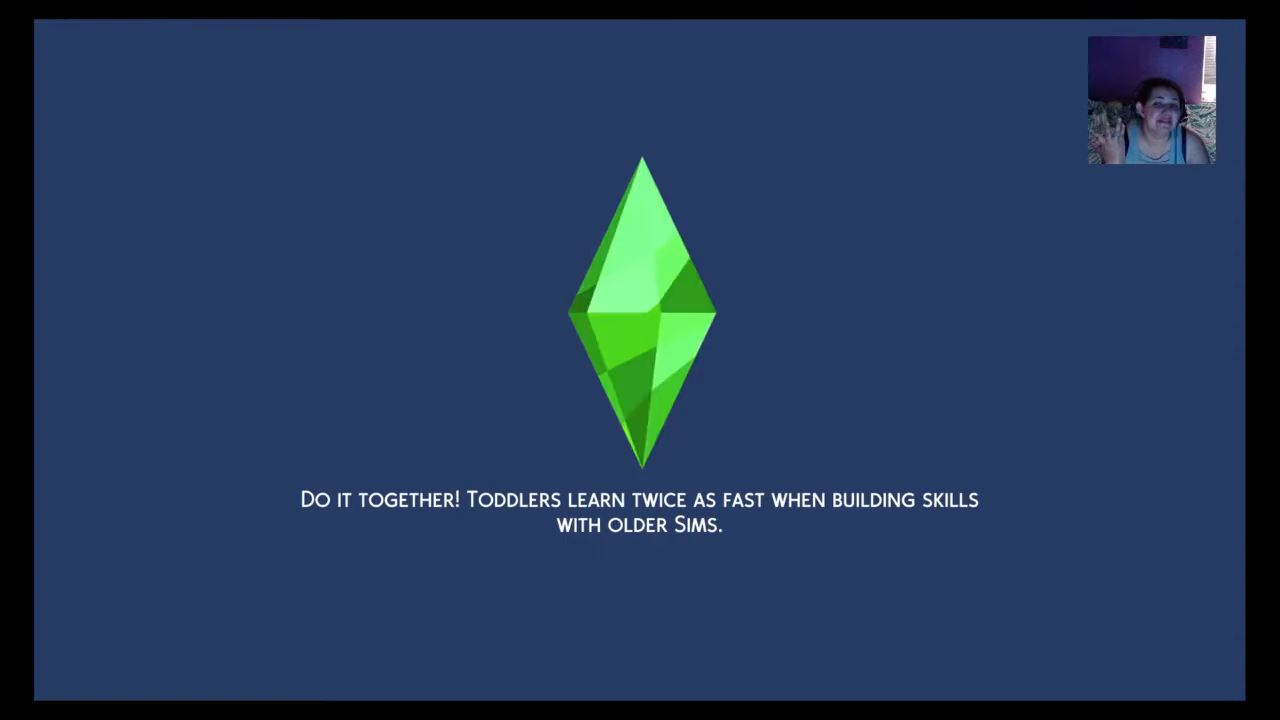 Do it together! Toddlers learn twice as fast when building skills
with older Sims.